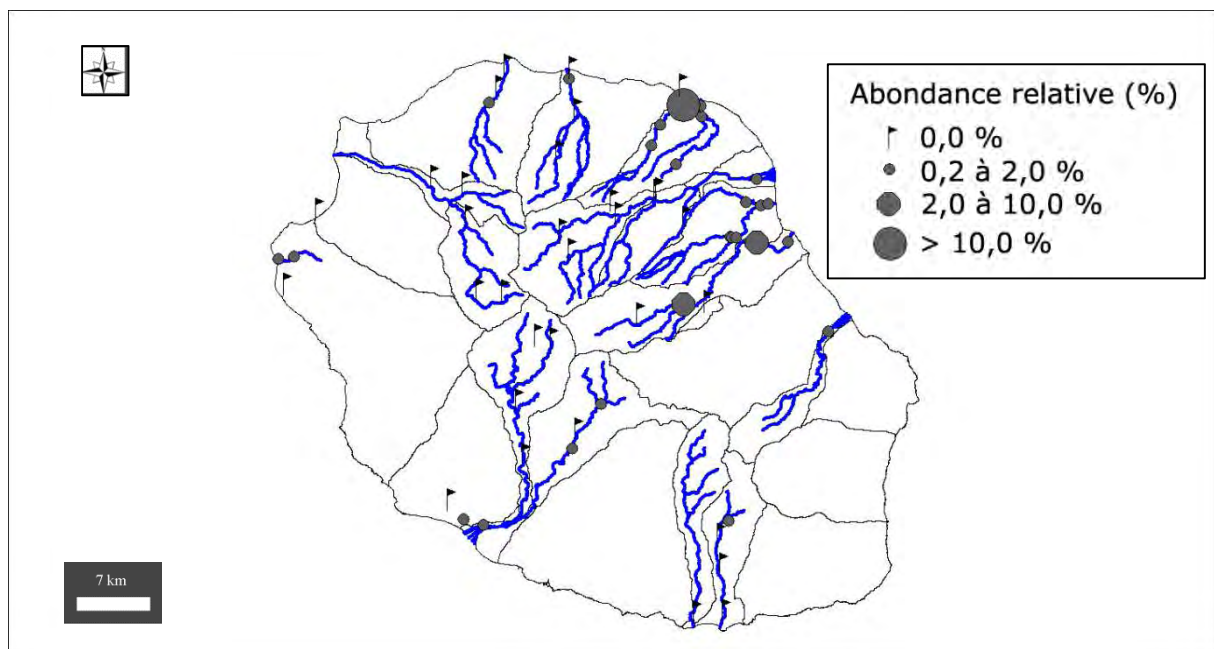 Abondance relative (%)
0,0 %
0,2 à 2,0 %
2,0 à 10,0 %
> 10,0 %
7 km